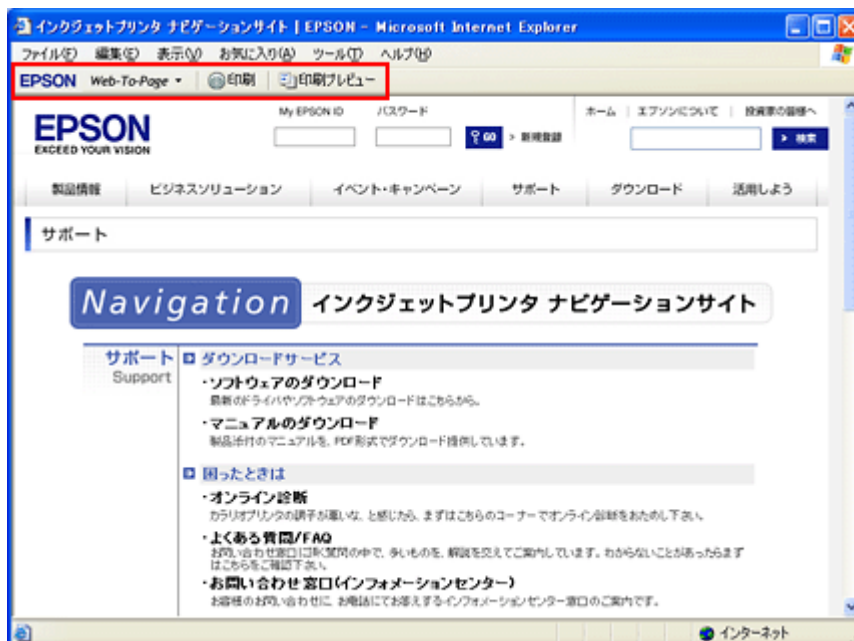 インクジェットプリンタ ナビゲーションサイト | EPSON - Microsoft Internet Explorer
ファイル(F) 編集(E) 表示(V) お気に入り(A) ツール(T) ヘルプ(H)
EPSON Web-To-Page 印刷 印刷プレビュー
My EPSON ID パスワード ホーム | エプソンについて | 投資家の皆様へ
EPSON
EXCEED YOUR VISION
GO > 新規登録 > 検索
製品情報 ビジネスソリューション イベント・キャンペーン サポート ダウンロード 活用しよう
サポート
Navigation インクジェットプリンタ ナビゲーションサイト
サポート
Support
ダウンロードサービス
・ソフトウェアのダウンロード
最新のドライバやソフトウェアのダウンロードはこちらから。
・マニュアルのダウンロード
製品添付のマニュアルを、PDF形式でダウンロード提供しています。
困ったときは
・オンライン診断
カラリオプリンタの調子が悪いな、と感じたら、まずはこちらのコーナーでオンライン診断をおためし下さい。
・よくある質問/FAQ
お問い合わせ窓口に頂く質問の中で、多いものを、解説を交えてご案内しています。わからないことがあったらまず
はこちらをご確認下さい。
・お問い合わせ窓口(インフォメーションセンター)
お客様のお問い合わせに、お電話にてお答えするインフォメーションセンター窓口のご案内です。
インターネット